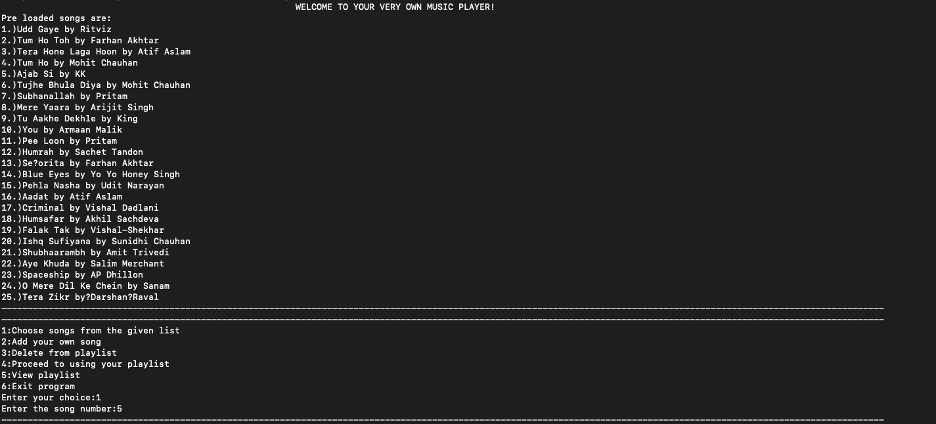 WELCOME TO YOUR VERY OWN MUSIC PLAYER!
Pre loaded songs are:
1.)Udd Gaye by Ritviz
2.)Tum Ho Toh by Farhan Akhtar
3.)Tera Hone Laga Hoon by Atif Aslam
4.)Tum Ho by Mohit Chauhan
5.)Ajab Si by KK
6.)Tujhe Bhula Diya by Mohit Chauhan
7.)Subhanallah by Pritam
8.)Mere Yaara by Arijit Singh
9.)Tu Aakhe Dekhle by King
10.)You by Armaan Malik
11.)Pee Loon by Pritam
12.)Humrah by Sachet Tandon
13.)Se?orita by Farhan Akhtar
14.)Blue Eyes by Yo Yo Honey Singh
15.)Pehla Nasha by Udit Narayan
16.)Aadat by Atif Aslam
17.)Criminal by Vishal Dadlani
18.)Humsafar by Akhil Sachdeva
19.)Falak Tak by Vishal-Shekhar
20.)Ishq Sufiyana by Sunidhi Chauhan
21.)Shubhaarambh by Amit Trivedi
22.)Aye Khuda by Salim Merchant
23.)Spaceship by AP Dhillon
24.)O Mere Dil Ke Chein by Sanam
25.)Tera Zikr by?Darshan?Raval
1:Choose songs from the given list
2:Add your own song
3:Delete from playlist
4:Proceed to using your playlist
5:View playlist
6:Exit program
Enter your choice:1
Enter the song number:5